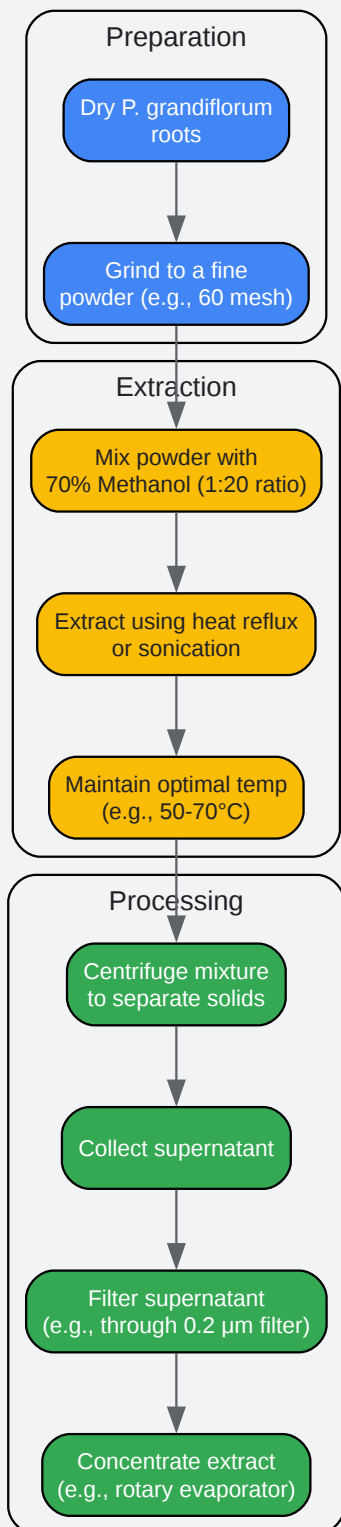 Preparation
Dry P. grandiflorum
roots
Grind to a fine
powder (e.g., 60 mesh)
Extraction
Mix powder with
70% Methanol (1:20 ratio)
Extract using heat reflux
or sonication
Maintain optimal temp
(e.g., 50-70°C)
Processing
Centrifuge mixture
to separate solids
Collect supernatant
Filter supernatant
(e.g., through 0.2 µm filter)
Concentrate extract
(e.g., rotary evaporator)